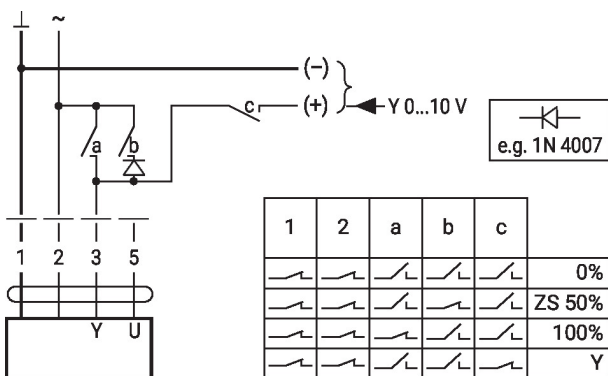 ⊥ ~
(–)
c (+) Y 0...10 V
a b
e.g. 1N 4007
1 2 3 5
Y U
1 2 a b c
0%
ZS 50%
100%
Y